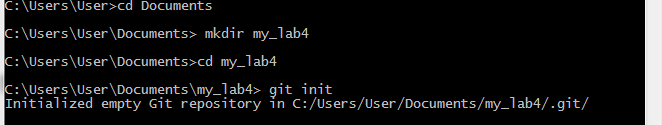 C:\Users\User>cd Documents
C:\Users\User\Documents> mkdir my_lab4
C:\Users\User\Documents>cd my_lab4
C:\Users\User\Documents\my_lab4> git init
Initialized empty Git repository in C:/Users/User/Documents/my_lab4/.git/